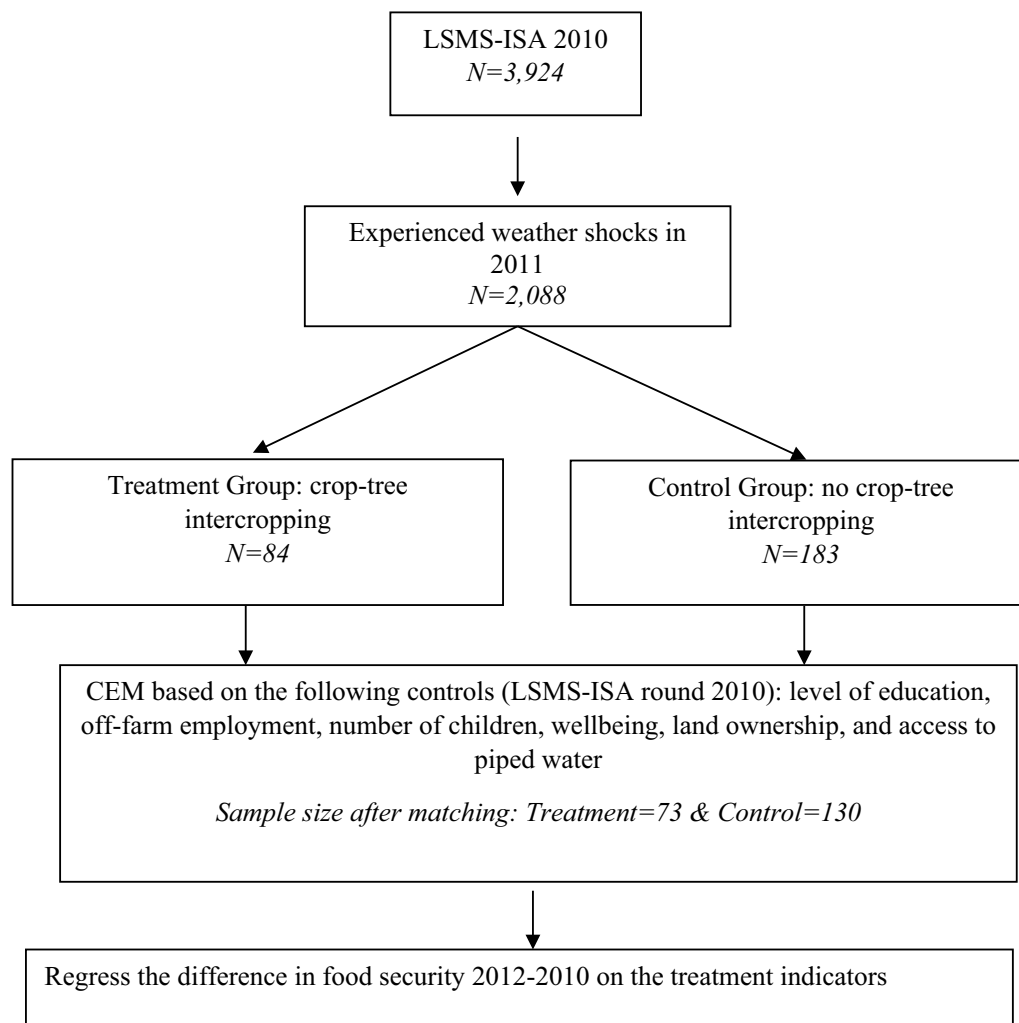 LSMS-ISA 2010
N=3,924
Experienced weather shocks in
2011
N=2,088
Treatment Group: crop-tree
intercropping
N=84
Control Group: no crop-tree
intercropping
N=183
CEM based on the following controls (LSMS-ISA round 2010): level of education,
off-farm employment, number of children, wellbeing, land ownership, and access to
piped water
Sample size after matching: Treatment=73 & Control=130
Regress the difference in food security 2012-2010 on the treatment indicators